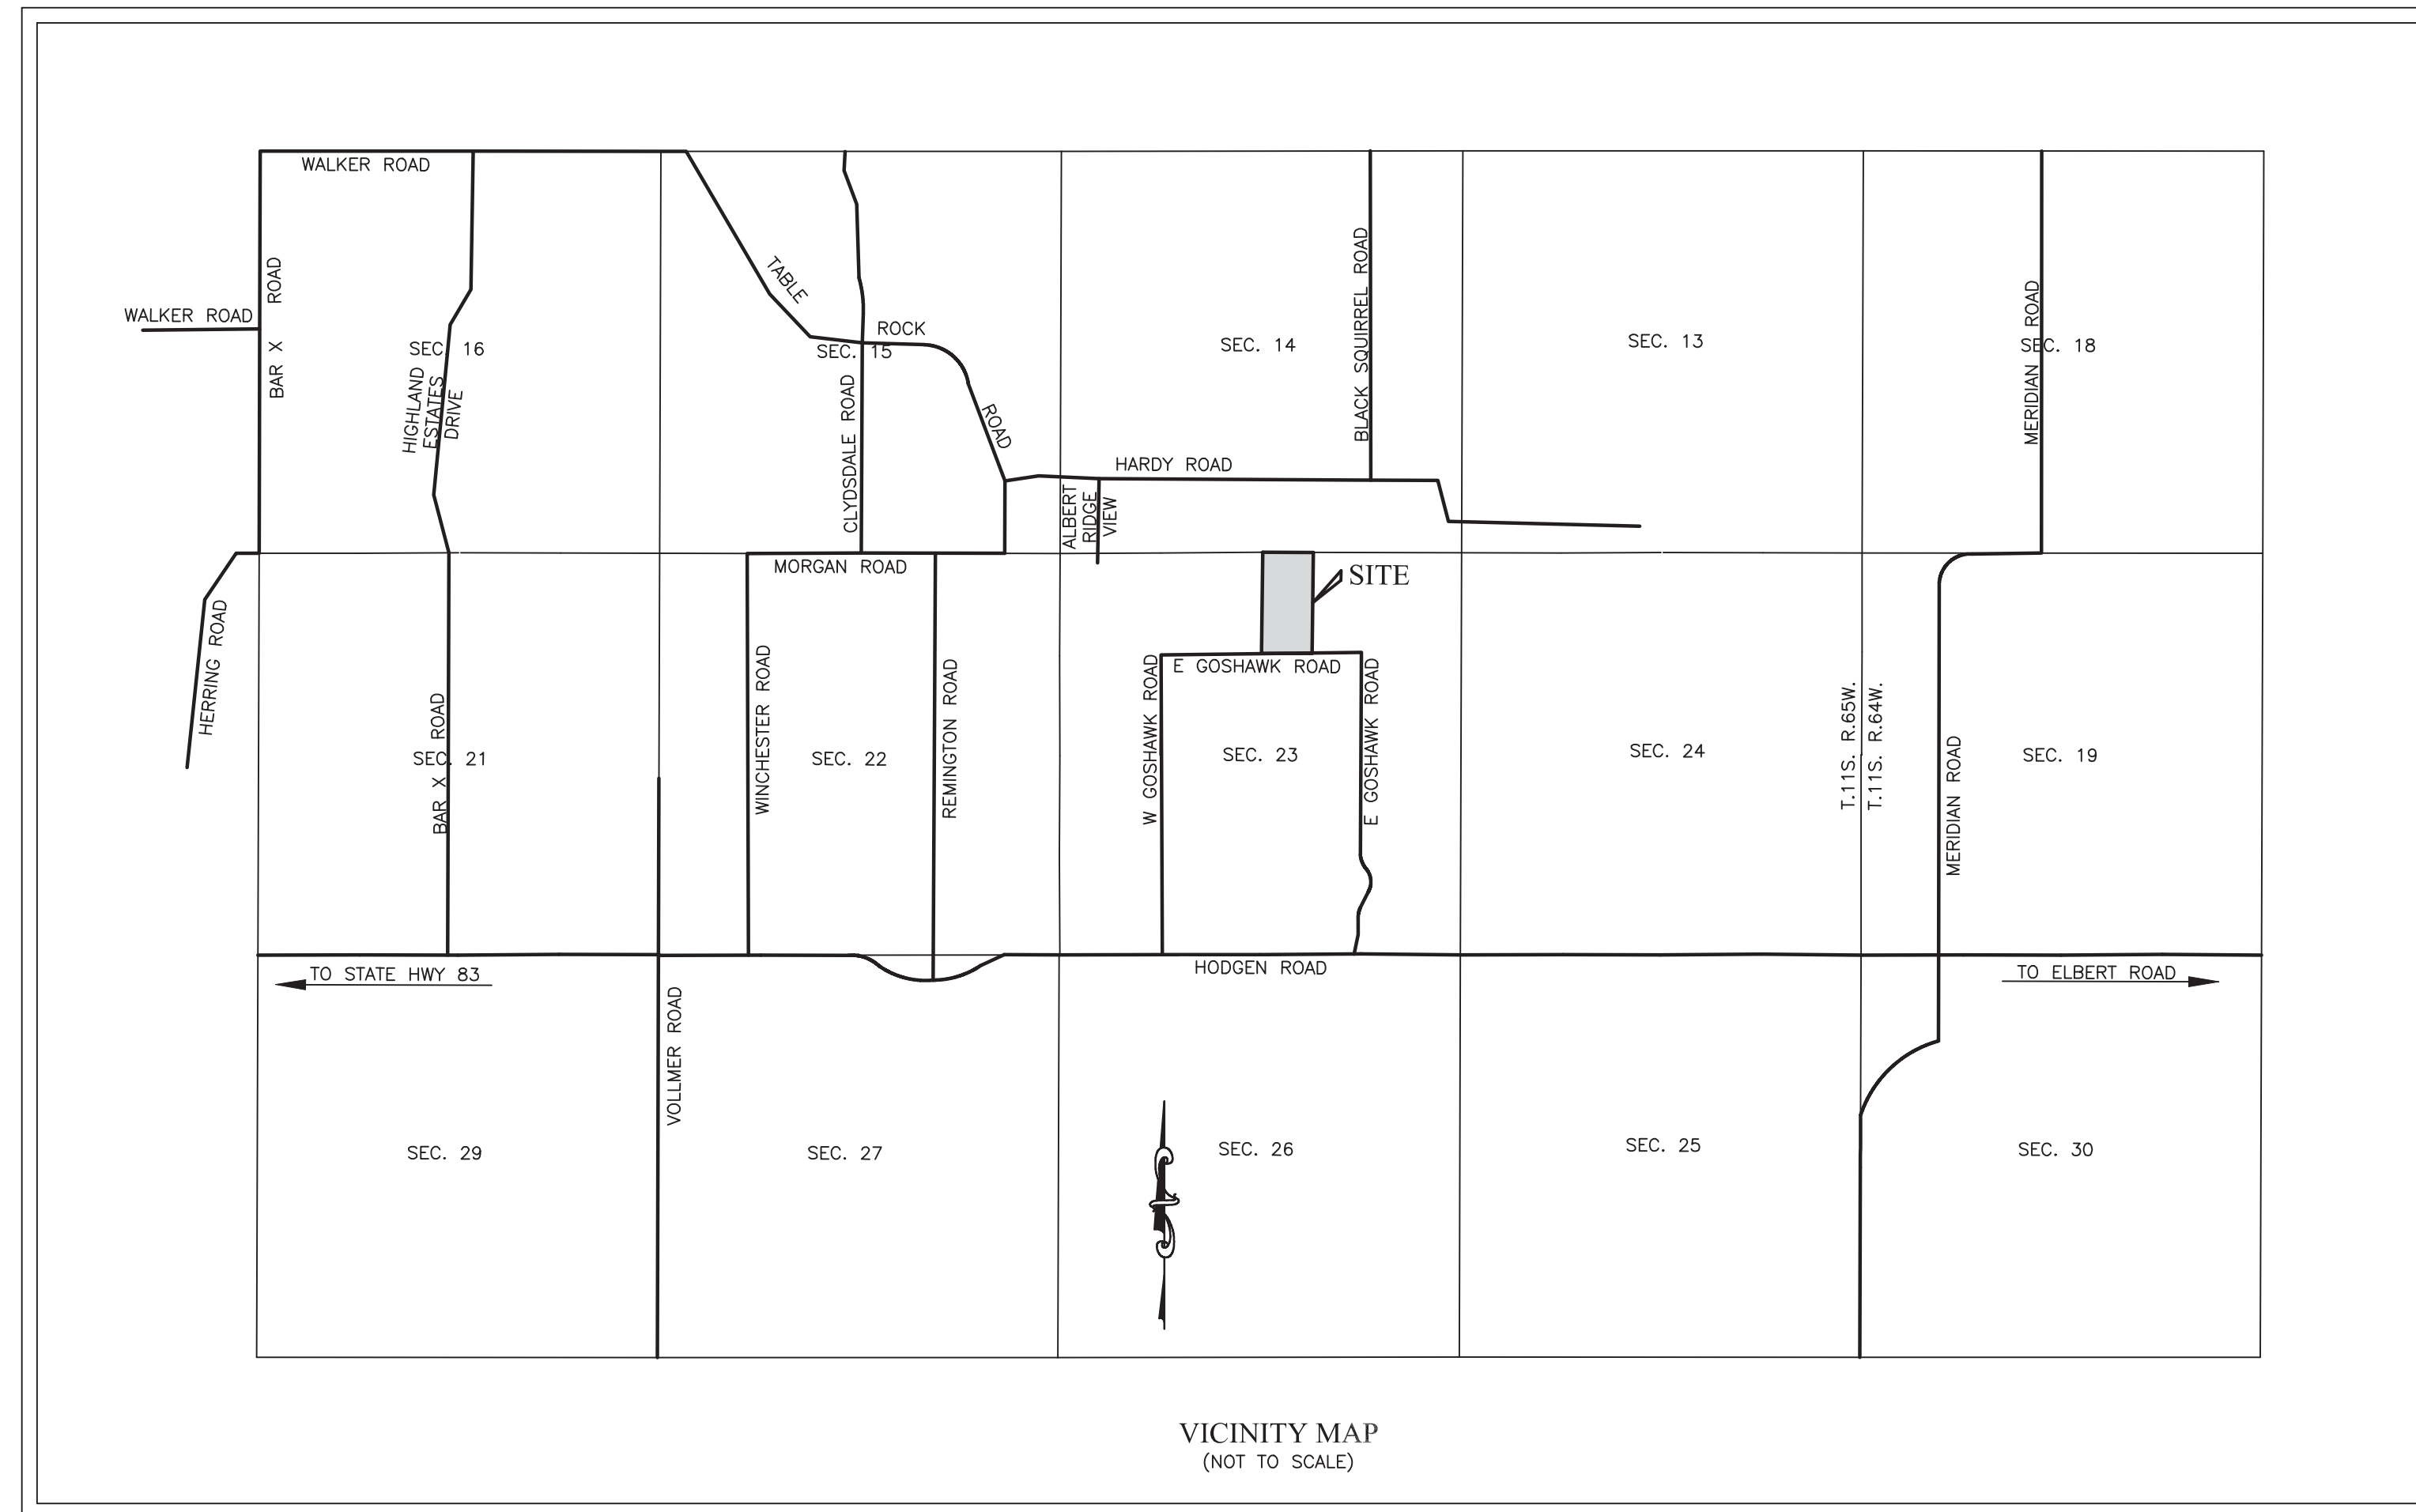 WALKER ROAD
WALKER ROAD
BAR X ROAD
SEC. 16
HIGHLAND
ESTATES
DRIVE
TABLE ROCK ROAD
SEC. 15
CLYDSDALE ROAD
SEC. 14
BLACK SQUIRREL ROAD
SEC. 13
MERIDIAN ROAD
SEC. 18
HARDY ROAD
ALBERT
RIDGE
VIEW
MORGAN ROAD
SITE
HERRING ROAD
BAR X ROAD
SEC. 21
WINCHESTER ROAD
SEC. 22
REMINGTON ROAD
W GOSHAWK ROAD
E GOSHAWK ROAD
SEC. 23
E GOSHAWK ROAD
SEC. 24
T.11S. R.65W.
T.11S. R.64W.
MERIDIAN ROAD
SEC. 19
TO STATE HWY 83
HODGEN ROAD
TO ELBERT ROAD
VOLLMER ROAD
SEC. 29
SEC. 27
SEC. 26
SEC. 25
SEC. 30
VICINITY MAP
(NOT TO SCALE)